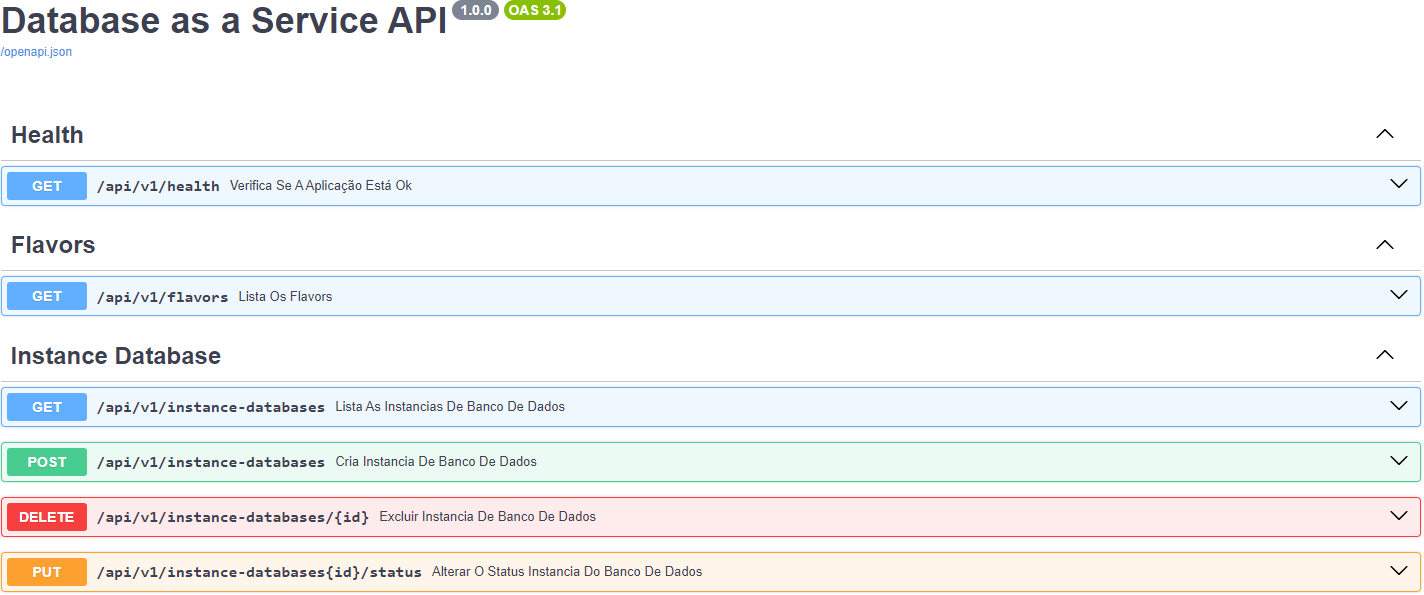 Database as a Service API 1.0.0 OAS 3.1
/openapi.json
Health
GET /api/v1/health Verifica Se A Aplicação Está Ok
Flavors
GET /api/v1/flavors Lista Os Flavors
Instance Database
GET /api/v1/instance-databases Lista As Instancias De Banco De Dados
POST /api/v1/instance-databases Cria Instancia De Banco De Dados
DELETE /api/v1/instance-databases/{id} Excluir Instancia De Banco De Dados
PUT /api/v1/instance-databases{id}/status Alterar O Status Instancia Do Banco De Dados